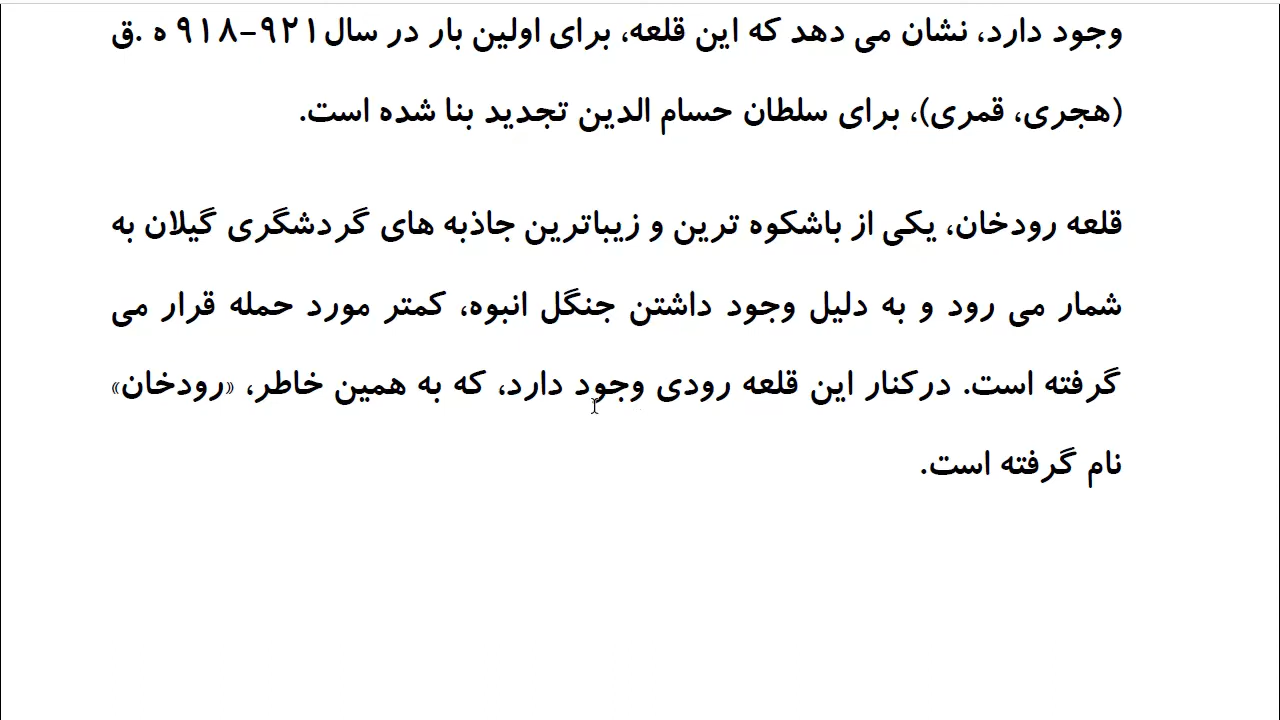 وجود دارد، نشان می دهد که این قلعه، برای اولین بار در سال۹۲۱-۹۱۸ ه .ق
(هجری، قمری)، برای سلطان حسام الدین تجدید بنا شده است.
قلعه رودخان، یکی از باشکوه ترین و زیباترین جاذبه های گردشگری گیلان به
شمار می رود و به دلیل وجود داشتن جنگل انبوه، کمتر مورد حمله قرار می
گرفته است. درکنار این قلعه رودی وجود دارد، که به همین خاطر، «رودخان»
نام گرفته است.